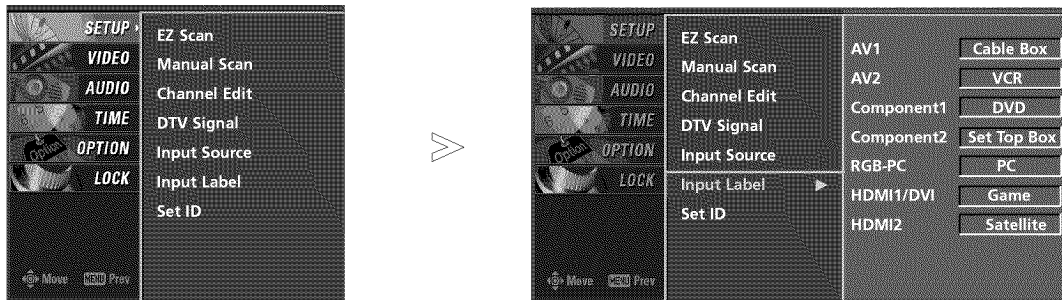 SETUP
VIDEO
AUDIO
TIME
OPTION
LOCK
Option
EZ Scan
Manual Scan
Channel Edit
DTV Signal
Input Source
Input Label
Set ID
Move MENU Prev
SETUP
VIDEO
AUDIO
TIME
OPTION
LOCK
Option
EZ Scan
Manual Scan
Channel Edit
DTV Signal
Input Source
Input Label
Set ID
AV1 Cable Box
AV2 VCR
Component1 DVD
Component2 Set Top Box
RGB-PC PC
HDMI1/DVI Game
HDMI2 Satellite
Move MENU Prev